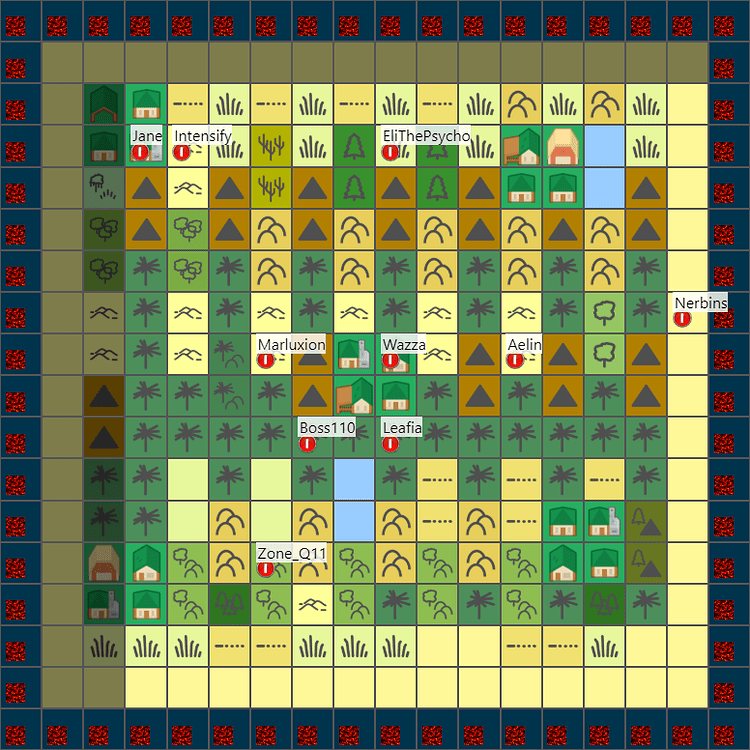 Jane
Intensify
EliThePsycho
Nerbins
Marluxion
Wazza
Aelin
Boss110
Leafia
Zone_Q11